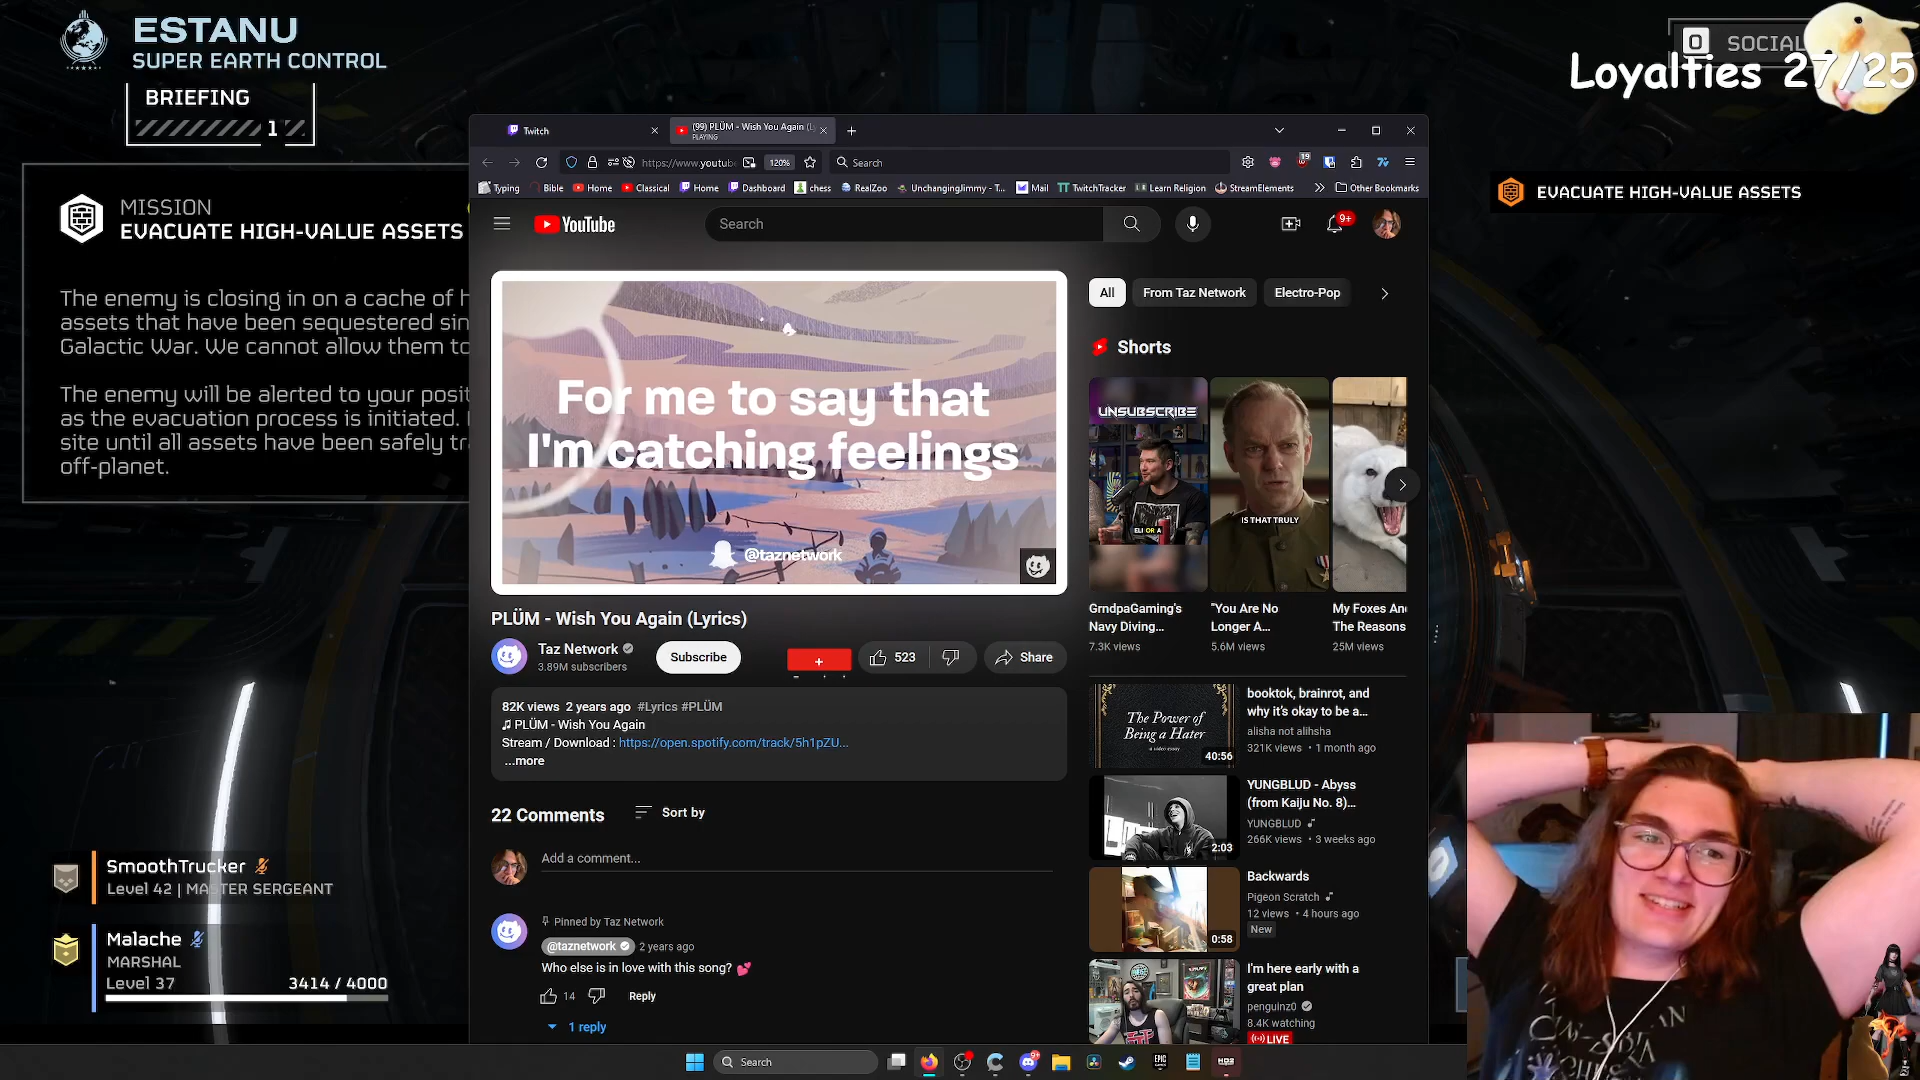 ESTANU
SUPER EARTH CONTROL
BRIEFING
1
MISSION
EVACUATE HIGH-VALUE ASSETS
The enemy is closing in on a cache of
assets that have been sequestered
Galactic War. We cannot allow them to
The enemy will be alerted to your
as the evacuation process is initiated.
site until all assets have been safely
off-planet.
SmoothTrucker
Level 42 | MASTER SERGEANT
Malache
MARSHAL
Level 37
3414 / 4000
O SOCIAL
Loyalties 27/25
EVACUATE HIGH-VALUE ASSETS
Twitch
(99) PLÜM - Wish You Again
PLAYING
https://www.youtub
120%
Search
Typing
Bible
Home
Classical
Home
Dashboard
chess
RealZoo
UnchangingJimmy - T...
Mail
TwitchTracker
Learn Religion
StreamElements
Other Bookmarks
19
YouTube
Search
9+
For me to say that
I'm catching feelings
@taznetwork
PLÜM - Wish You Again (Lyrics)
Taz Network
3.89M subscribers
Subscribe
523
Share
82K views 2 years ago #Lyrics #PLÜM
PLÜM - Wish You Again
Stream / Download : https://open.spotify.com/track/5h1pZU...
...more
22 Comments
Sort by
Add a comment...
Pinned by Taz Network
@taznetwork 2 years ago
Who else is in love with this song?
14
Reply
1 reply
All
From Taz Network
Electro-Pop
Shorts
UNSUBSCRIBE
ELI OR A
IS THAT TRULY
GrndpaGaming's
Navy Diving...
7.3K views
"You Are No
Longer A...
5.6M views
My Foxes And
The Reasons
25M views
The Power of
Being a Hater
a video essay
40:56
booktok, brainrot, and
why it's okay to be a...
alisha not alihsha
321K views • 1 month ago
2:03
YUNGBLUD - Abyss
(from Kaiju No. 8)...
YUNGBLUD
266K views • 3 weeks ago
0:58
Backwards
Pigeon Scratch
12 views • 4 hours ago
New
I'm here early with a
great plan
penguinz0
8.4K watching
LIVE
Search